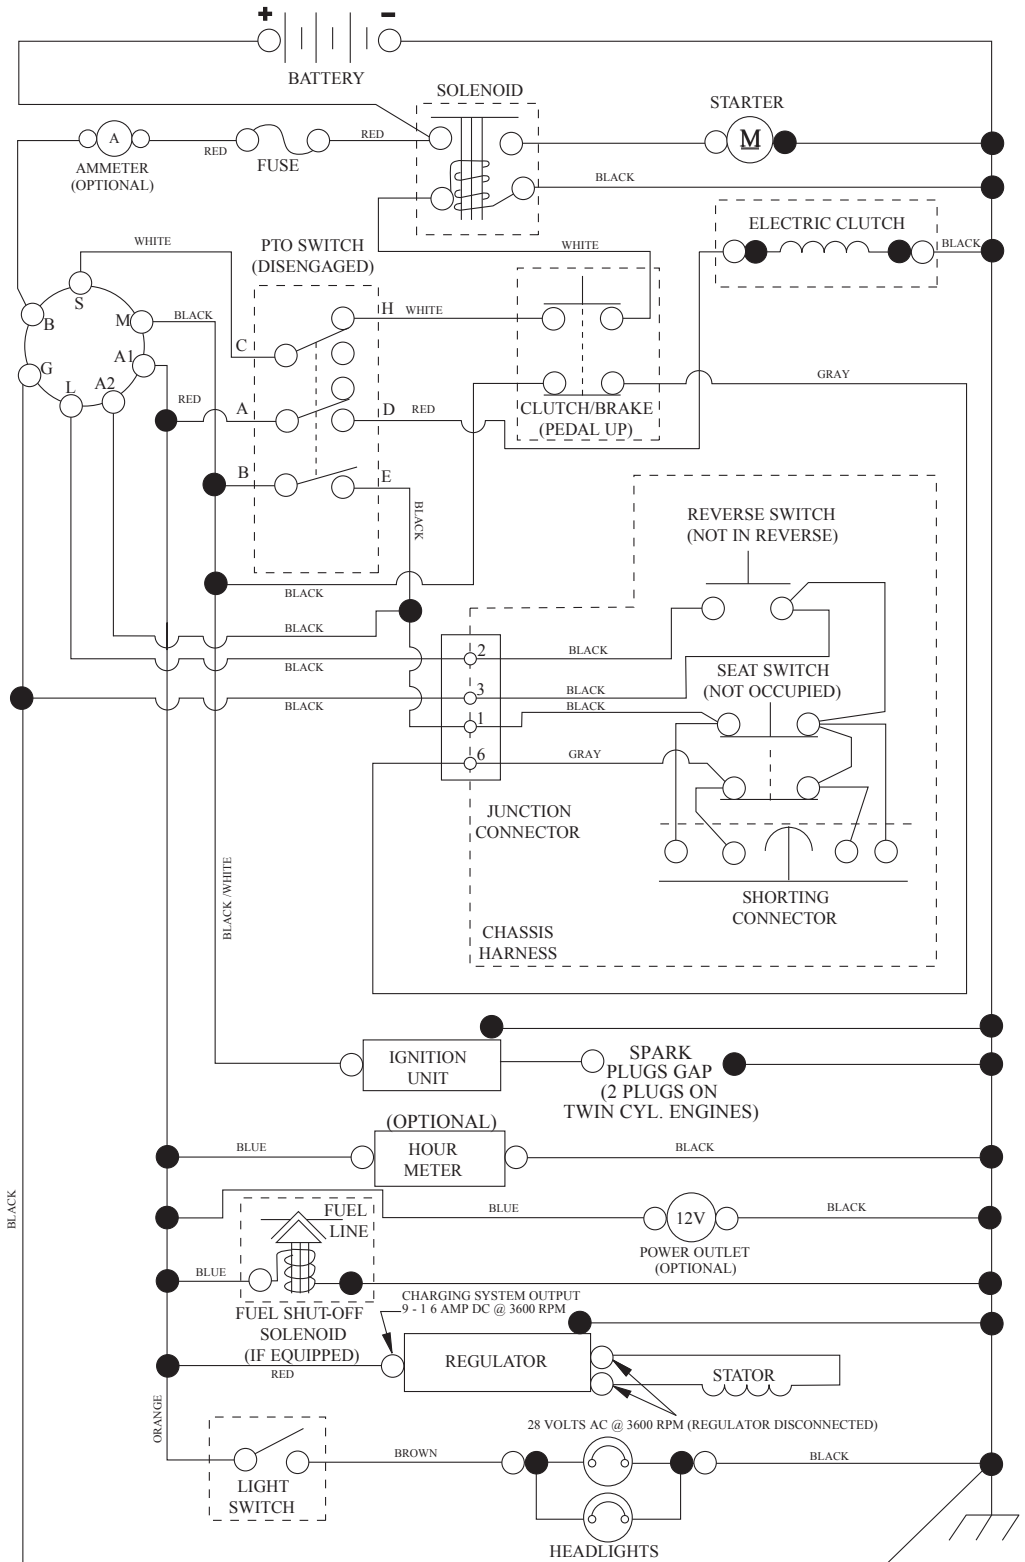 + −
BATTERY
SOLENOID
STARTER
M
A
AMMETER
(OPTIONAL)
RED
FUSE
RED
BLACK
ELECTRIC CLUTCH
BLACK
WHITE
PTO SWITCH
(DISENGAGED)
WHITE
S
B
M
BLACK
H
WHITE
G
A1
C
L
A2
RED
A
D
RED
GRAY
CLUTCH/BRAKE
(PEDAL UP)
B
E
BLACK
REVERSE SWITCH
(NOT IN REVERSE)
BLACK
BLACK
BLACK
2
BLACK
SEAT SWITCH
(NOT OCCUPIED)
3
BLACK
BLACK
1
BLACK
6
GRAY
JUNCTION
CONNECTOR
BLACK /WHITE
SHORTING
CONNECTOR
CHASSIS
HARNESS
IGNITION
UNIT
SPARK
PLUGS GAP
(2 PLUGS ON
TWIN CYL. ENGINES)
(OPTIONAL)
BLUE
HOUR
METER
BLACK
BLACK
FUEL
LINE
BLUE
12V
BLACK
POWER OUTLET
(OPTIONAL)
BLUE
FUEL SHUT-OFF
SOLENOID
(IF EQUIPPED)
CHARGING SYSTEM OUTPUT
9 - 1 6 AMP DC @ 3600 RPM
RED
REGULATOR
STATOR
ORANGE
28 VOLTS AC @ 3600 RPM (REGULATOR DISCONNECTED)
LIGHT
SWITCH
BROWN
BLACK
HEADLIGHTS